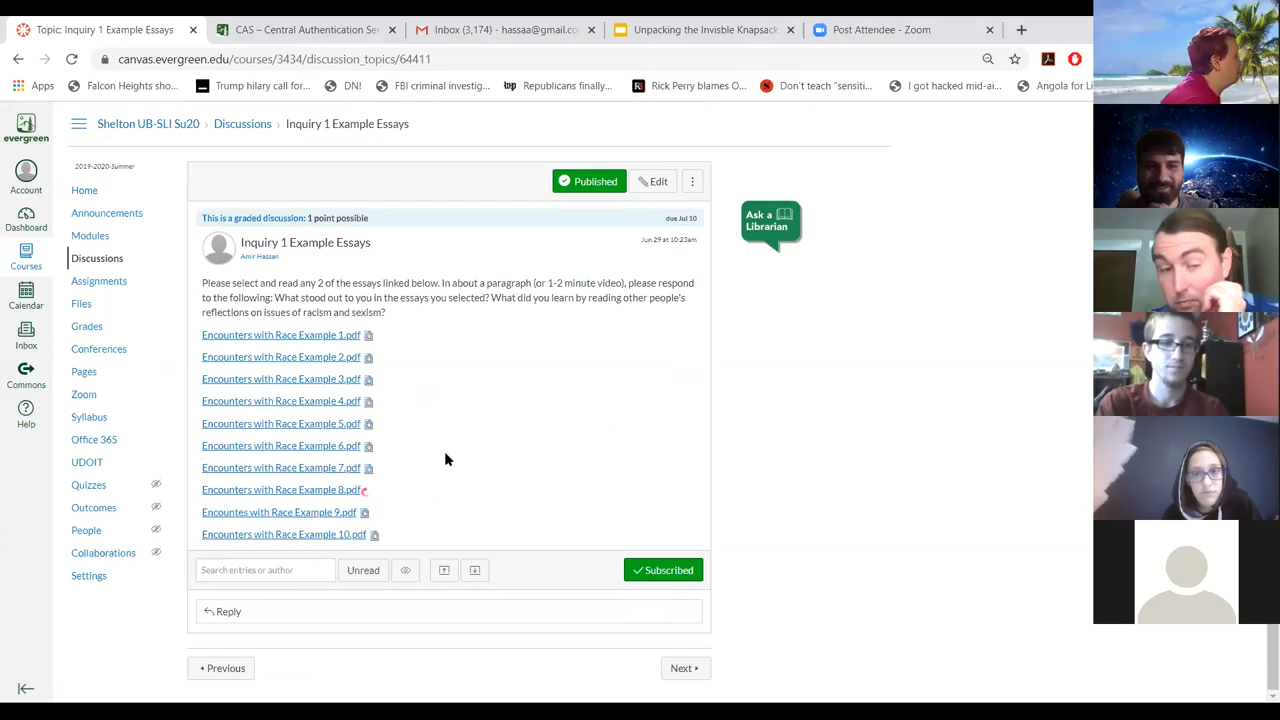 Topic: Inquiry 1 Example Essays
CAS – Central Authentication Ser
Inbox (3,174) - hassaa@gmail.co
Unpacking the Invisble Knapsack
Post Attendee - Zoom
canvas.evergreen.edu/courses/3434/discussion_topics/64411
Apps
Falcon Heights sho...
Trump hilary call for...
DN!
FBI criminal investig...
wp
Republicans finally...
Rick Perry blames O...
Don't teach "sensiti...
I got hacked mid-ai...
Angola for Li
evergreen
Shelton UB-SLI Su20 › Discussions › Inquiry 1 Example Essays
Account
Dashboard
Courses
Calendar
Inbox
Commons
Help
2019-2020-Summer
Home
Announcements
Modules
Discussions
Assignments
Files
Grades
Conferences
Pages
Zoom
Syllabus
Office 365
UDOIT
Quizzes
Outcomes
People
Collaborations
Settings
Published
Edit
This is a graded discussion: 1 point possible
due Jul 10
Inquiry 1 Example Essays
Jun 29 at 10:23am
Amir Hassan
Please select and read any 2 of the essays linked below. In about a paragraph (or 1-2 minute video), please respond
to the following: What stood out to you in the essays you selected? What did you learn by reading other people's
reflections on issues of racism and sexism?
Encounters with Race Example 1.pdf
Encounters with Race Example 2.pdf
Encounters with Race Example 3.pdf
Encounters with Race Example 4.pdf
Encounters with Race Example 5.pdf
Encounters with Race Example 6.pdf
Encounters with Race Example 7.pdf
Encounters with Race Example 8.pdf
Encountes with Race Example 9.pdf
Encounters with Race Example 10.pdf
Search entries or author
Unread
Subscribed
Reply
Previous
Next
Ask a
Librarian